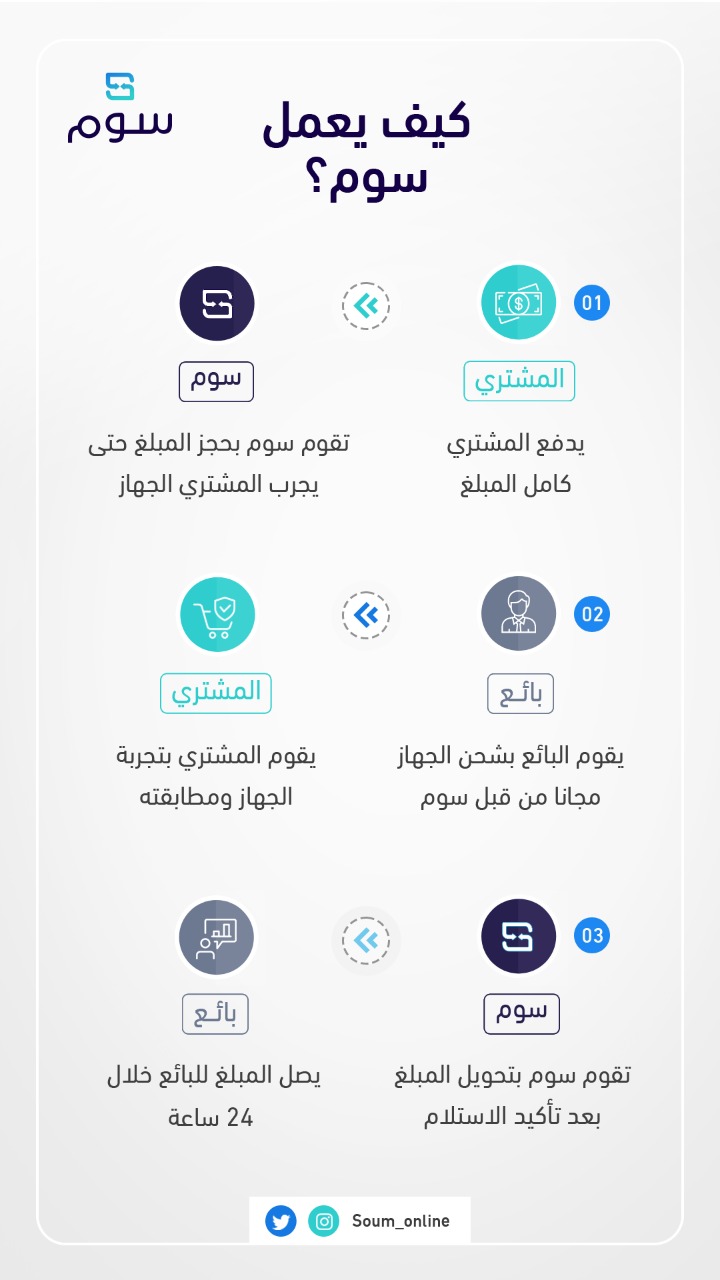 سوم
كيف يعمل
سوم؟
01
المشتري
يدفع المشتري
كامل المبلغ
سوم
تقوم سوم بحجز المبلغ حتى
يجرب المشتري الجهاز
02
بائع
يقوم البائع بشحن الجهاز
مجانا من قبل سوم
المشتري
يقوم المشتري بتجربة
الجهاز ومطابقته
03
سوم
تقوم سوم بتحويل المبلغ
بعد تأكيد الاستلام
بائع
يصل المبلغ للبائع خلال
24 ساعة
Soum_online